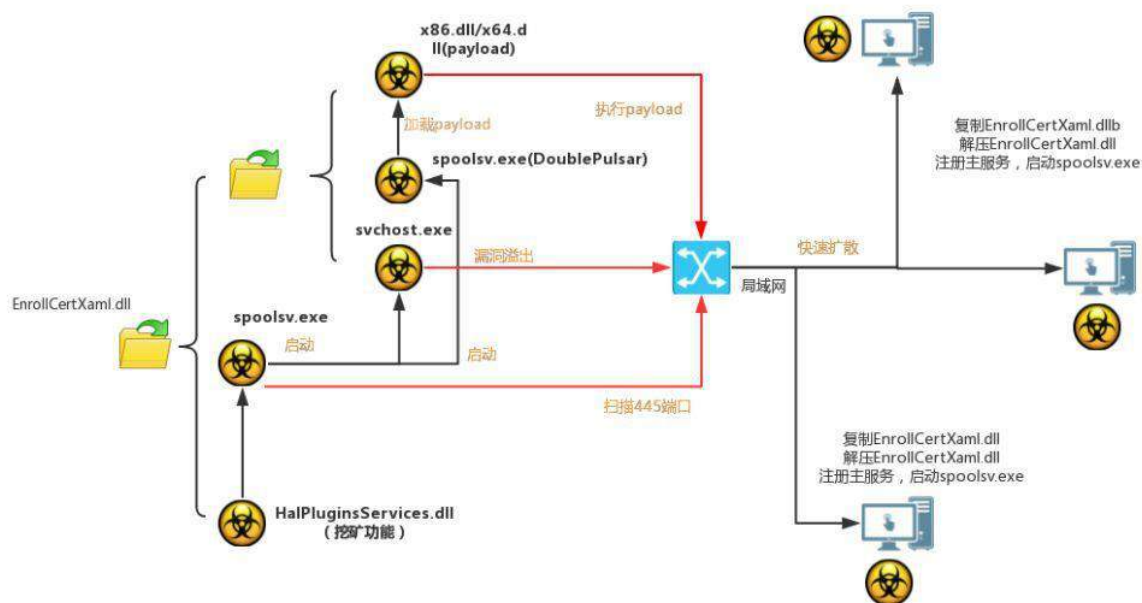 x86.dll/x64.d
ll(payload)
加载payload
执行payload
spoolsv.exe(DoublePulsar)
svchost.exe
漏洞溢出
EnrollCertXaml.dll
spoolsv.exe
启动
启动
扫描445端口
HalPluginsServices.dll
（挖矿功能）
局域网
快速扩散
复制EnrollCertXaml.dllb
解压EnrollCertXaml.dll
注册主服务，启动spoolsv.exe
复制EnrollCertXaml.dll
解压EnrollCertXaml.dll
注册主服务，启动spoolsv.exe